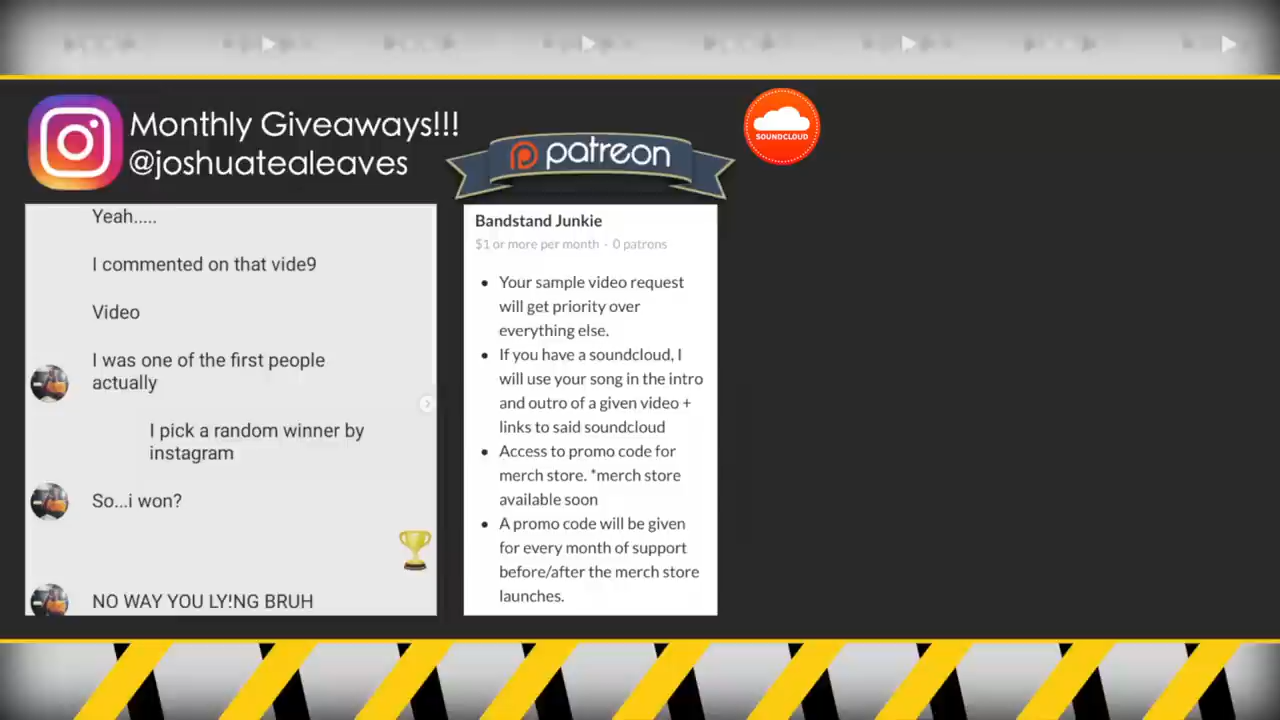 Monthly Giveaways!!!
@joshuatealeaves
patreon
SOUNDCLOUD
Yeah.....
I commented on that vide9
Video
I was one of the first people
actually
I pick a random winner by
instagram
So...i won?
NO WAY YOU LY!NG BRUH
Bandstand Junkie
$1 or more per month · 0 patrons
• Your sample video request
will get priority over
everything else.
• If you have a soundcloud, I
will use your song in the intro
and outro of a given video +
links to said soundcloud
• Access to promo code for
merch store. *merch store
available soon
• A promo code will be given
for every month of support
before/after the merch store
launches.